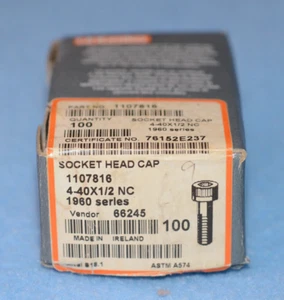 PART NO. 1107816
QUANTITY
100
SOCKET HEAD CAP
4-40X1/2 NC
1960 series
CERTIFICATE NO. 76152E237
SOCKET HEAD CAP
1107816
4-40X1/2 NC
1960 series
Vendor 66245
100
MADE IN IRELAND
ASTM A574